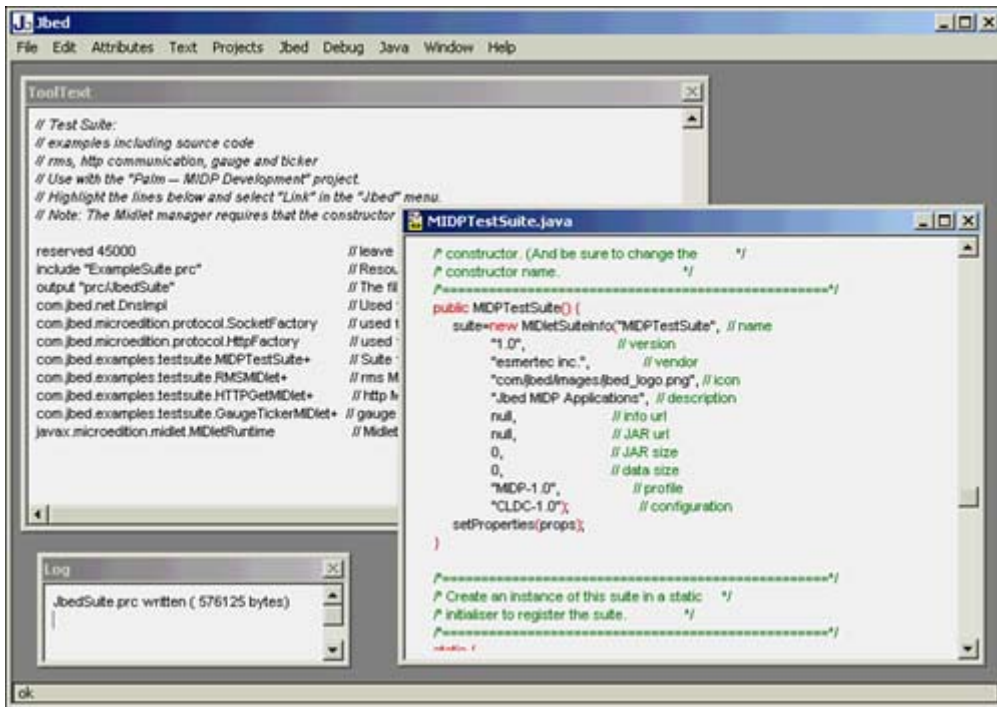 Jbed
File Edit Attributes Text Projects Jbed Debug Java Window Help
ToolText
// Test Suite:
// examples including source code
// rms, http communication, gauge and ticker
// Use with the "Palm — MIDP Development" project.
// Highlight the lines below and select "Link" in the "Jbed" menu.
// Note: The Midlet manager requires that the constructor
reserved 45000 // leave
include "ExampleSuite.prc" // Resou
output "prc/JbedSuite" // The fil
com.jbed.net.DnsImpl // Used
com.jbed.microedition.protocol.SocketFactory // used t
com.jbed.microedition.protocol.HttpFactory // used
com.jbed.examples.testsuite.MIDPTestSuite+ // Suite
com.jbed.examples.testsuite.RMSMIDlet+ // rms M
com.jbed.examples.testsuite.HTTPGetMIDlet+ // http M
com.jbed.examples.testsuite.GaugeTickerMIDlet+ // gauge
javax.microedition.midlet.MIDletRuntime // Midlet
MIDPTestSuite.java
/* constructor. (And be sure to change the */
/* constructor name. */
/*==================================================*/
public MIDPTestSuite() {
suite=new MIDletSuiteInfo("MIDPTestSuite", // name
"1.0", // version
"esmertec inc.", // vendor
"com/jbed/images/jbed_logo.png", // icon
"Jbed MIDP Applications", // description
null, // info url
null, // JAR url
0, // JAR size
0, // data size
"MIDP-1.0", // profile
"CLDC-1.0"); // configuration
setProperties(props);
}
/*==================================================*/
/* Create an instance of this suite in a static */
/* initialiser to register the suite. */
/*==================================================*/
static {
Log
JbedSuite.prc written ( 576125 bytes)
ok